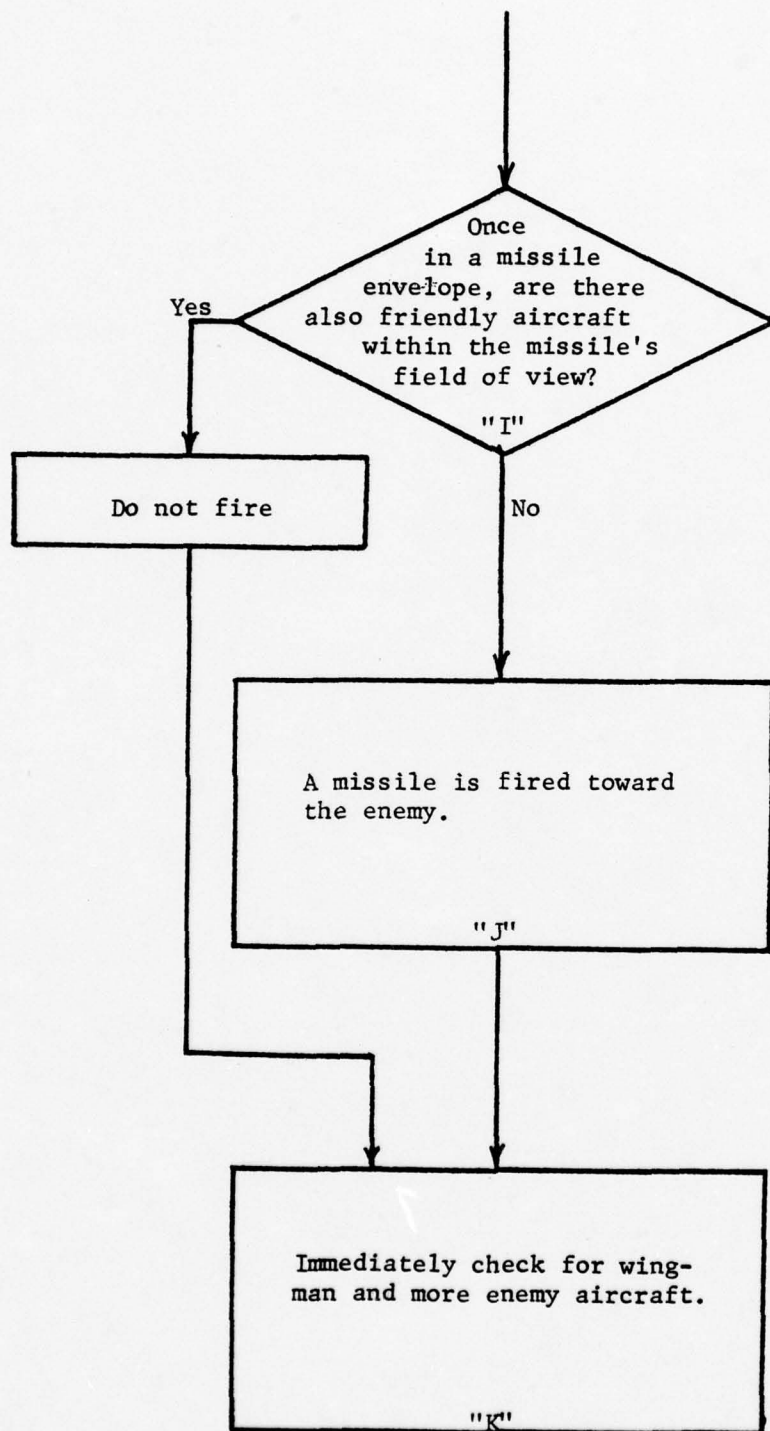 Once
in a missile
envelope, are there
also friendly aircraft
within the missile's
field of view?
"I"
Yes
No
Do not fire
A missile is fired toward
the enemy.
"J"
Immediately check for wing-
man and more enemy aircraft.
"K"